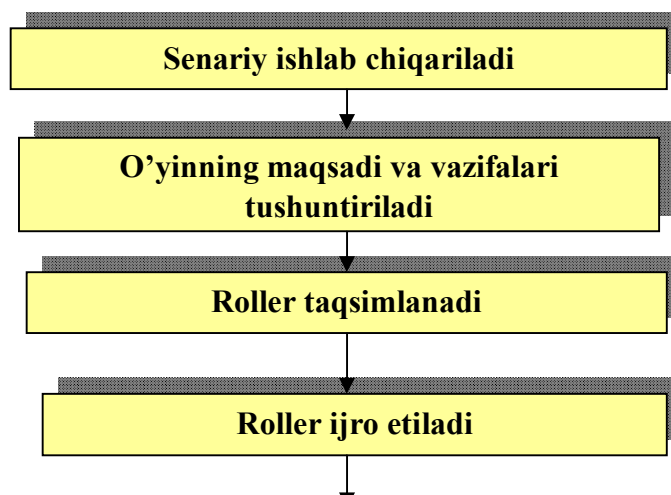 Senariy ishlab chiqariladi
O’yinning maqsadi va vazifalari
tushuntiriladi
Roller taqsimlanadi
Roller ijro etiladi